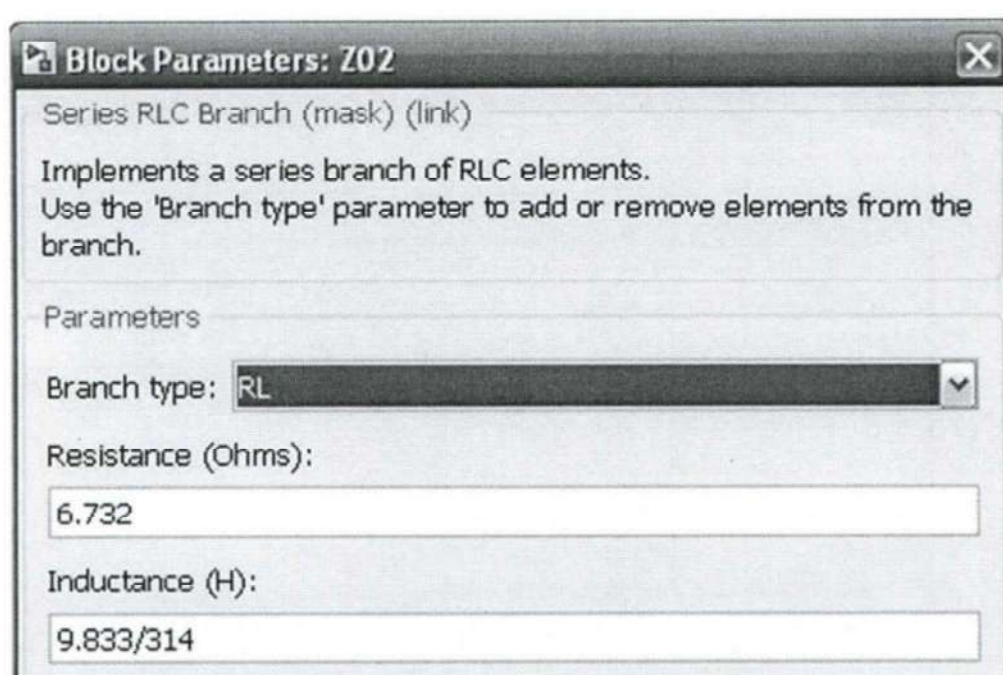 Block Parameters: Z02
Series RLC Branch (mask) (link)
Implements a series branch of RLC elements.
Use the 'Branch type' parameter to add or remove elements from the
branch.
Parameters
Branch type: RL
Resistance (Ohms):
6.732
Inductance (H):
9.833/314